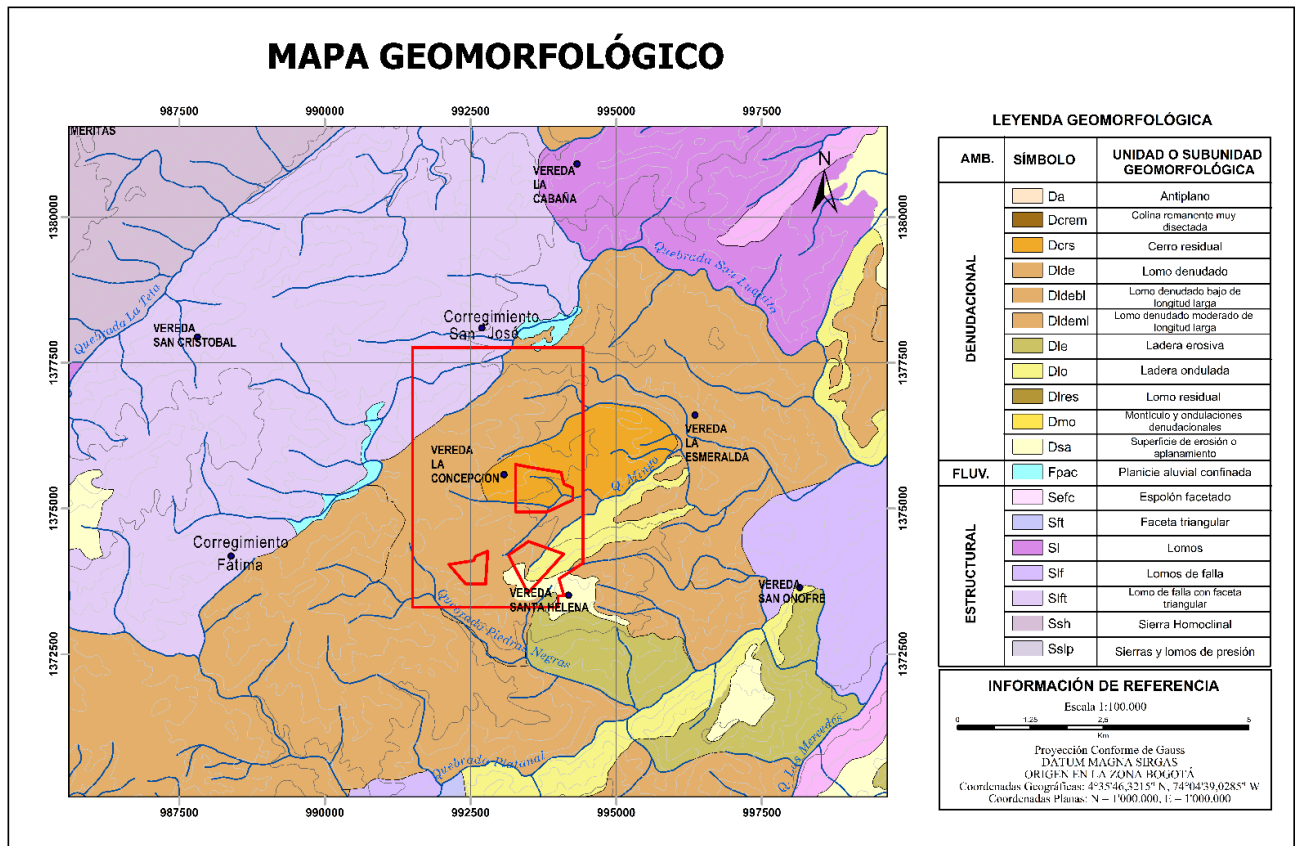 MAPA GEOMORFOLÓGICO
987500 990000 992500 995000 997500
MERITAS
N
VEREDA
LA
CABAÑA
1380000 1380000
Quebrada San Luquita
Quebrada La Teta
Corregimiento
San José
VEREDA
SAN CRISTOBAL
1377500 1377500
VEREDA
LA
ESMERALDA
VEREDA
LA
CONCEPCIÓN
Q. Mingo
1375000 1375000
Corregimiento
Fátima
VEREDA
SANTA HELENA
VEREDA
SAN ONOFRE
Quebrada Piedras Negras
1372500 1372500
Quebrada Platanal
Q. Las Mercedes
987500 990000 992500 995000 997500
LEYENDA GEOMORFOLÓGICA
AMB. SÍMBOLO UNIDAD O SUBUNIDAD
GEOMORFOLÓGICA
DENUDACIONAL
Da Antiplano
Dcrem Colina remanente muy
disectada
Dcrs Cerro residual
Dlde Lomo denudado
Dldebl Lomo denudado bajo de
longitud larga
Dldeml Lomo denudado moderado de
longitud larga
Dle Ladera erosiva
Dlo Ladera ondulada
Dlres Lomo residual
Dmo Montículo y ondulaciones
denudacionales
Dsa Superficie de erosión o
aplanamiento
FLUV. Fpac Planicie aluvial confinada
ESTRUCTURAL
Sefc Espolón facetado
Sft Faceta triangular
Sl Lomos
Slf Lomos de falla
Slft Lomo de falla con faceta
triangular
Ssh Sierra Homoclinal
Sslp Sierras y lomos de presión
INFORMACIÓN DE REFERENCIA
Escala 1:100.000
0 1,25 2,5 5
Km
Proyección Conforme de Gauss
DATUM MAGNA SIRGAS
ORIGEN EN LA ZONA BOGOTÁ
Coordenadas Geográficas: 4°35'46,3215" N, 74°04'39,0285" W
Coordenadas Planas: N = 1'000.000, E = 1'000.000